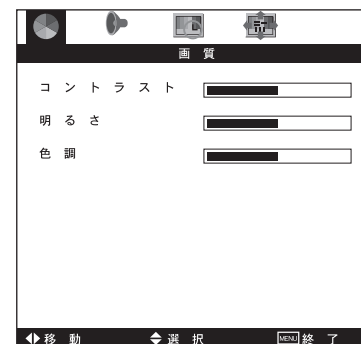 画 質
コ ン ト ラ ス ト
明 る さ
色 調
移 動 選 択 MENU 終 了